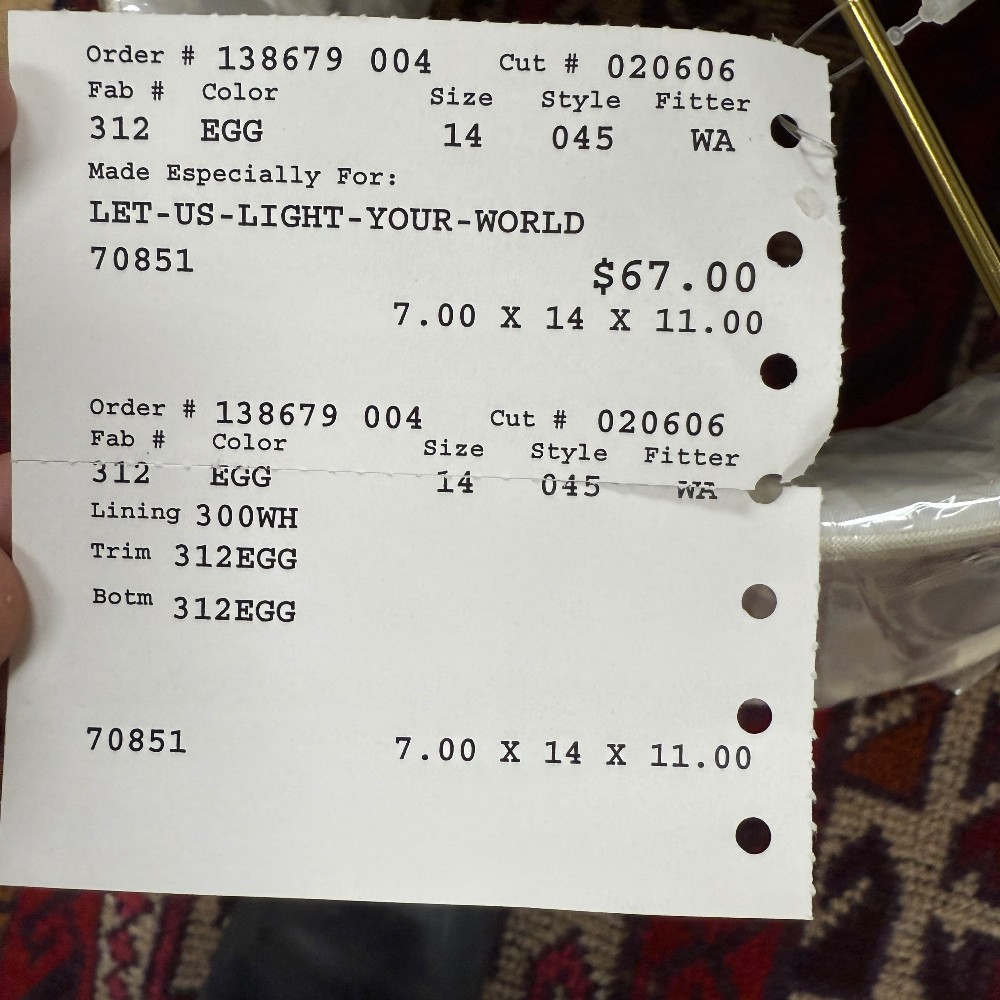 Order # 138679 004 Cut # 020606
Fab # Color Size Style Fitter
312 EGG 14 045 WA
Made Especially For:
LET-US-LIGHT-YOUR-WORLD
70851 $67.00
7.00 X 14 X 11.00
Order # 138679 004 Cut # 020606
Fab # Color Size Style Fitter
312 EGG 14 045 WA
Lining 300WH
Trim 312EGG
Botm 312EGG
70851 7.00 X 14 X 11.00